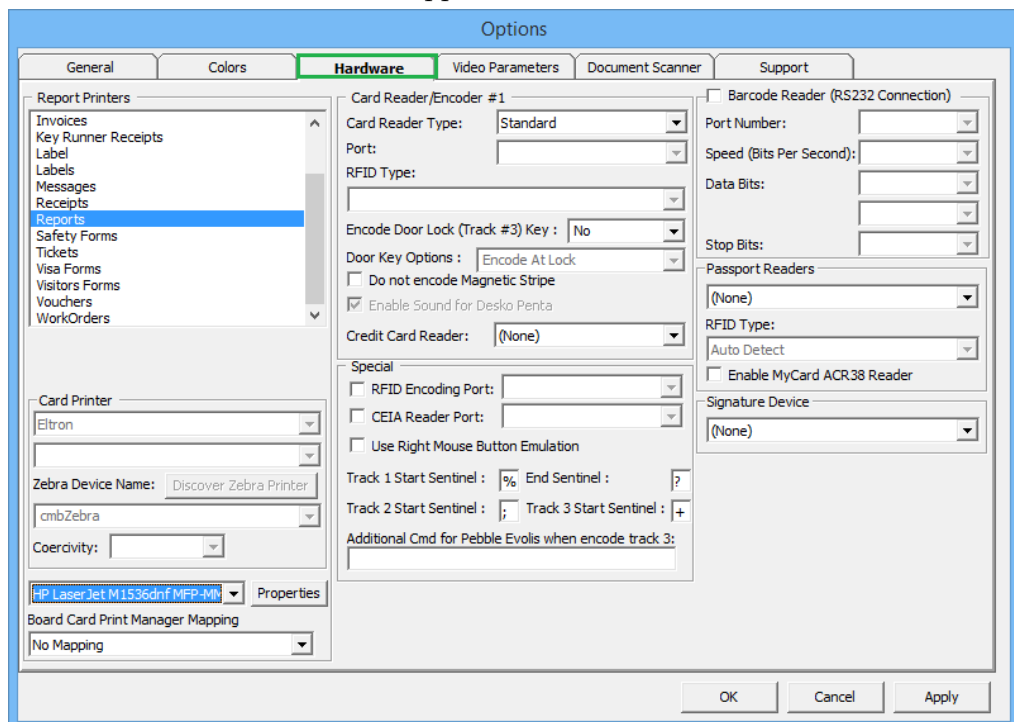 Options
General
Colors
Hardware
Video Parameters
Document Scanner
Support
Report Printers
Invoices
Key Runner Receipts
Label
Labels
Messages
Receipts
Reports
Safety Forms
Tickets
Visa Forms
Visitors Forms
Vouchers
WorkOrders
Card Printer
Eltron
Zebra Device Name: Discover Zebra Printer
cmbZebra
Coercivity:
HP LaserJet M1536dnf MFP-MM Properties
Board Card Print Manager Mapping
No Mapping
Card Reader/Encoder #1
Card Reader Type: Standard
Port:
RFID Type:
Encode Door Lock (Track #3) Key : No
Door Key Options : Encode At Lock
Do not encode Magnetic Stripe
Enable Sound for Desko Penta
Credit Card Reader: (None)
Special
RFID Encoding Port:
CEIA Reader Port:
Use Right Mouse Button Emulation
Track 1 Start Sentinel : % End Sentinel : ?
Track 2 Start Sentinel : ; Track 3 Start Sentinel : +
Additional Cmd for Pebble Evolis when encode track 3:
Barcode Reader (RS232 Connection)
Port Number:
Speed (Bits Per Second):
Data Bits:
Stop Bits:
Passport Readers
(None)
RFID Type:
Auto Detect
Enable MyCard ACR38 Reader
Signature Device
(None)
OK Cancel Apply